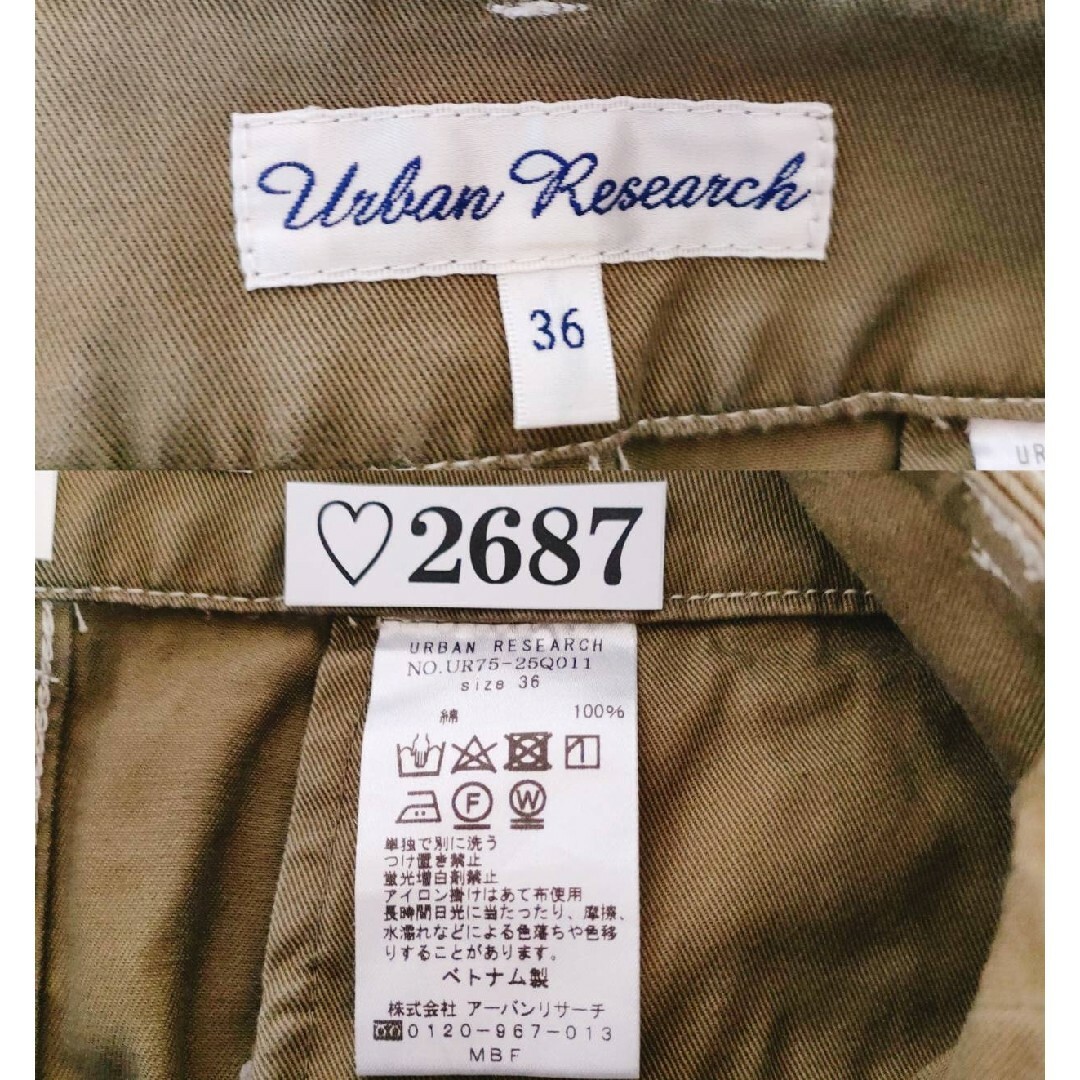 Urban Research
36
UR
♡2687
URBAN RESEARCH
NO.UR75-25Q011
size 36
綿 100%
F W
単独で別に洗う
つけ置き禁止
蛍光増白剤禁止
アイロン掛けはあて布使用
長時間日光に当たったり、摩擦、
水濡れなどによる色落ちや色移
りすることがあります。
ベトナム製
株式会社 アーバンリサーチ
0120-967-013
MBF